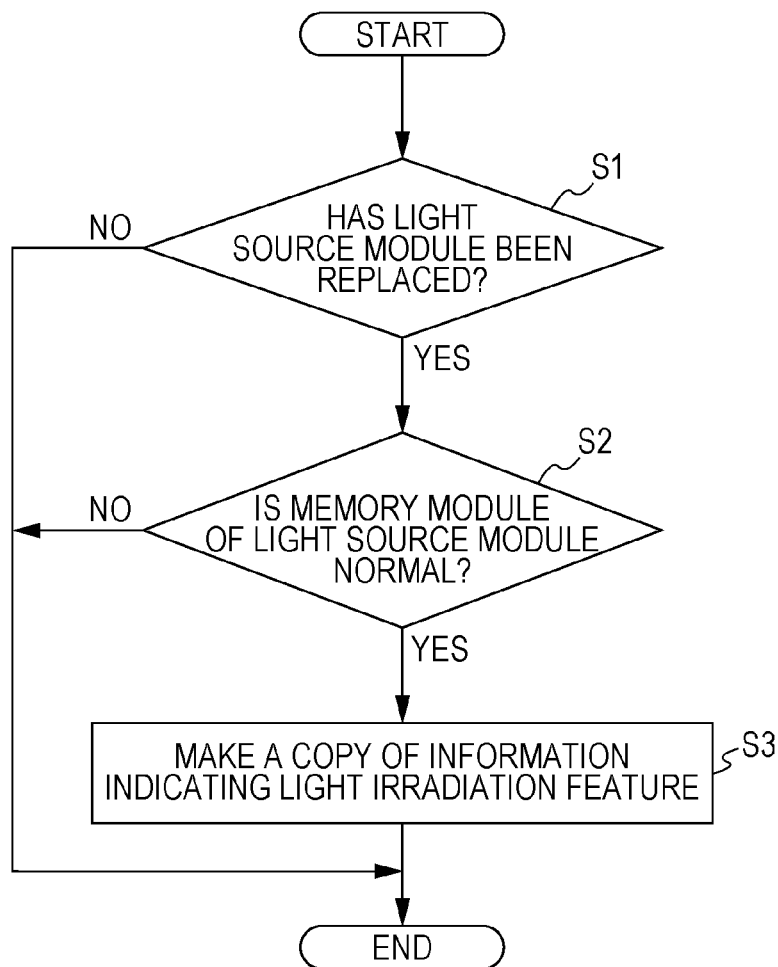 START
S1
HAS LIGHT
SOURCE MODULE BEEN
REPLACED?
NO
YES
S2
IS MEMORY MODULE
OF LIGHT SOURCE MODULE
NORMAL?
NO
YES
S3
MAKE A COPY OF INFORMATION
INDICATING LIGHT IRRADIATION FEATURE
END